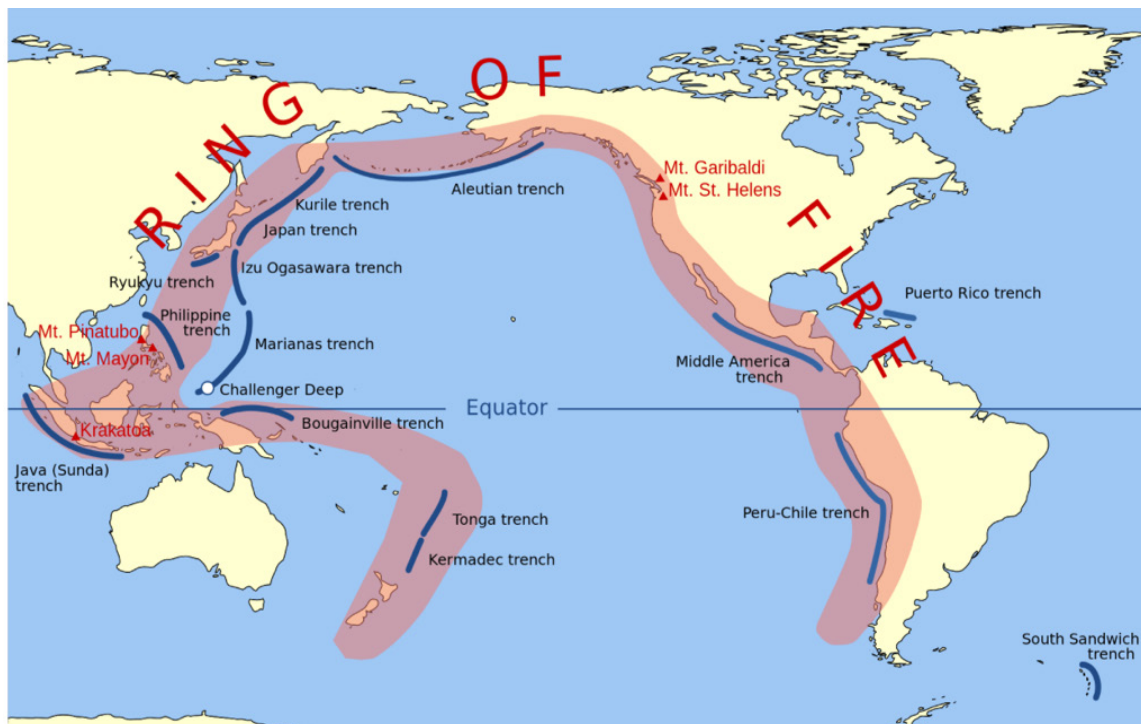 RING OF FIRE
Mt. Garibaldi
Mt. St. Helens
Aleutian trench
Kurile trench
Japan trench
Izu Ogasawara trench
Ryukyu trench
Philippine
trench
Mt. Pinatubo
Mt. Mayon
Marianas trench
Challenger Deep
Puerto Rico trench
Middle America
trench
Equator
Krakatoa
Bougainville trench
Java (Sunda)
trench
Tonga trench
Kermadec trench
Peru-Chile trench
South Sandwich
trench